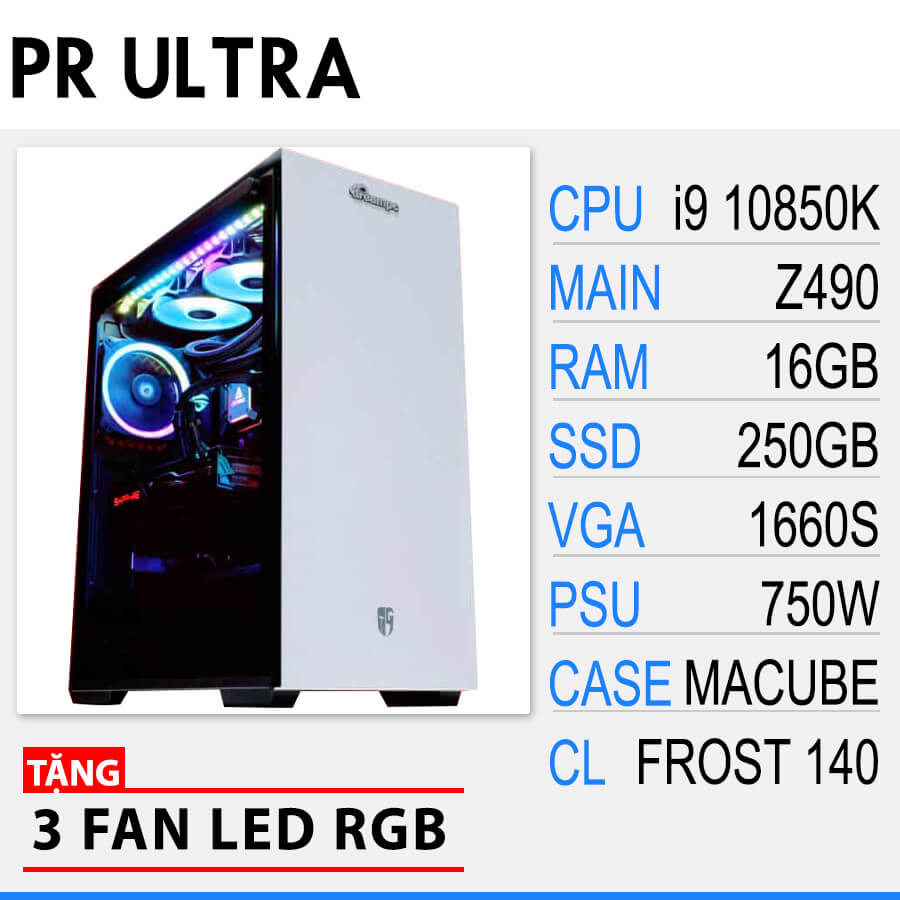 PR ULTRA
CPU i9 10850K
MAIN Z490
RAM 16GB
SSD 250GB
VGA 1660S
PSU 750W
CASE MACUBE
CL FROST 140
TẶNG
3 FAN LED RGB